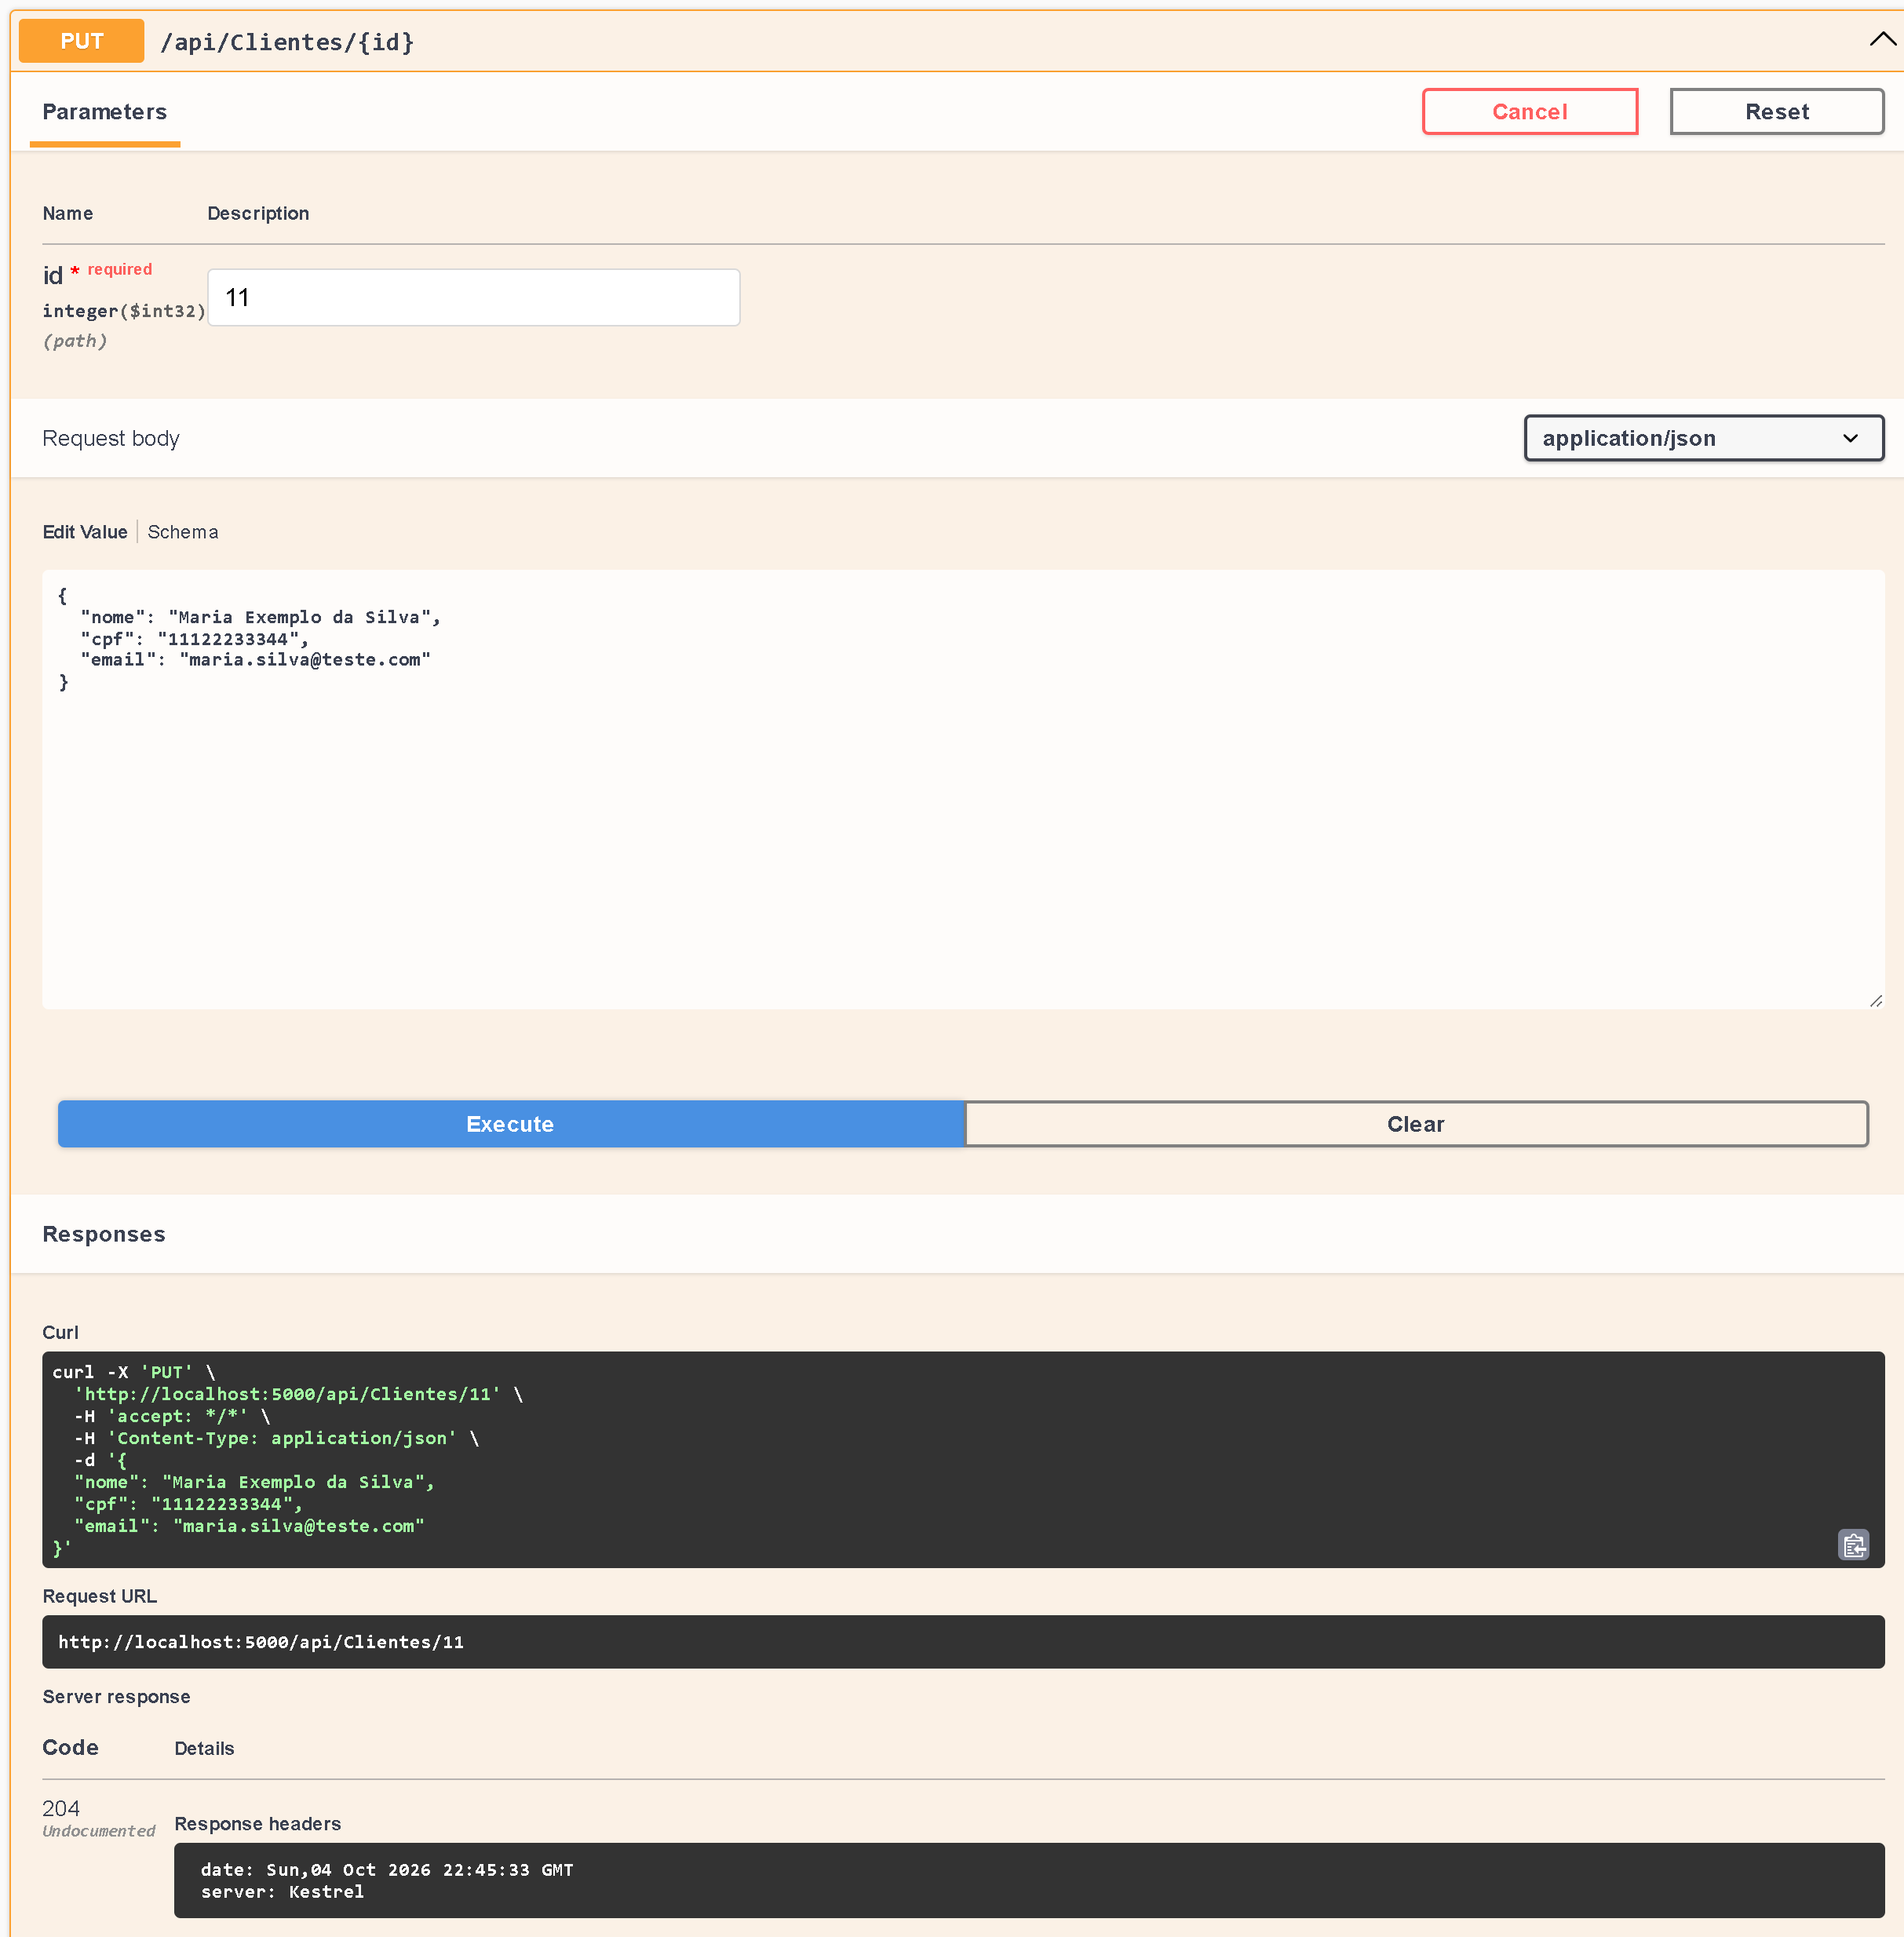 PUT /api/Clientes/{id}
Parameters Cancel Reset
Name Description
id * required
integer($int32)
(path)
11
Request body application/json
Edit Value Schema
{
  "nome": "Maria Exemplo da Silva",
  "cpf": "11122233344",
  "email": "maria.silva@teste.com"
}
Execute Clear
Responses
Curl
curl -X 'PUT' \
  'http://localhost:5000/api/Clientes/11' \
  -H 'accept: */*' \
  -H 'Content-Type: application/json' \
  -d '{
  "nome": "Maria Exemplo da Silva",
  "cpf": "11122233344",
  "email": "maria.silva@teste.com"
}'
Request URL
http://localhost:5000/api/Clientes/11
Server response
Code Details
204
Undocumented
Response headers
date: Sun,04 Oct 2026 22:45:33 GMT
server: Kestrel